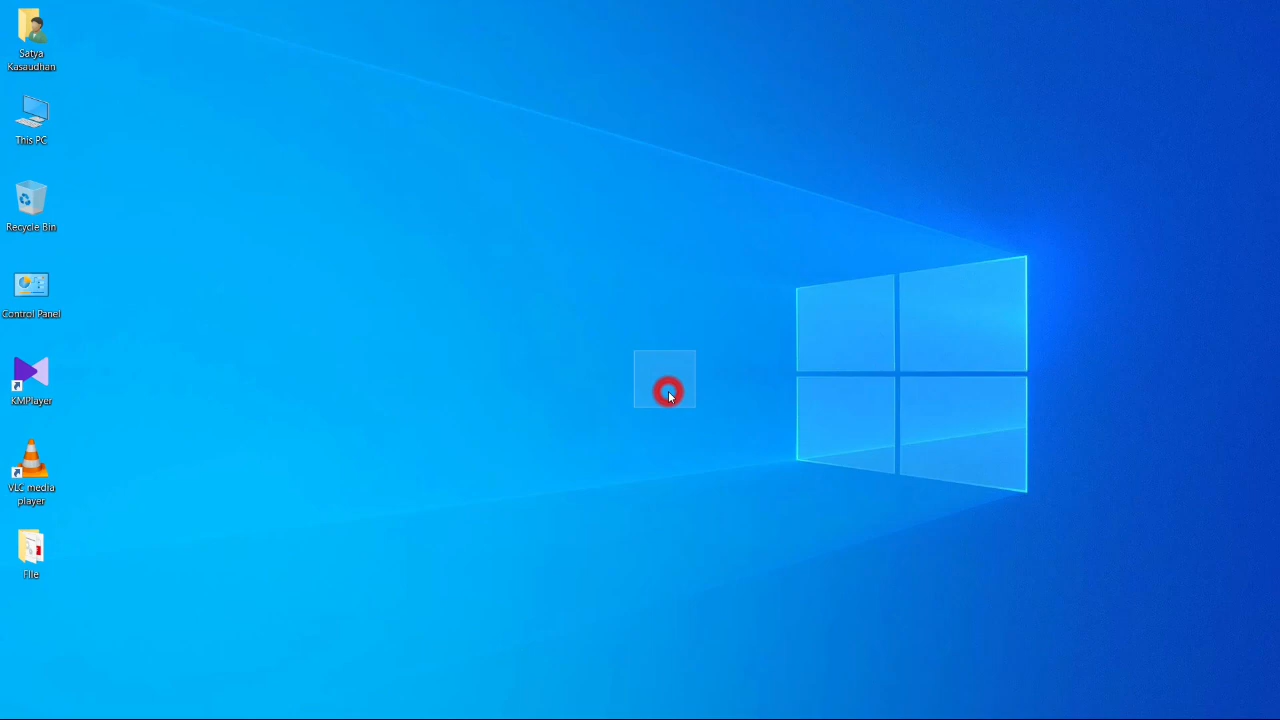 Satya
Kasaudhan
This PC
Recycle Bin
Control Panel
KMPlayer
VLC media
player
File